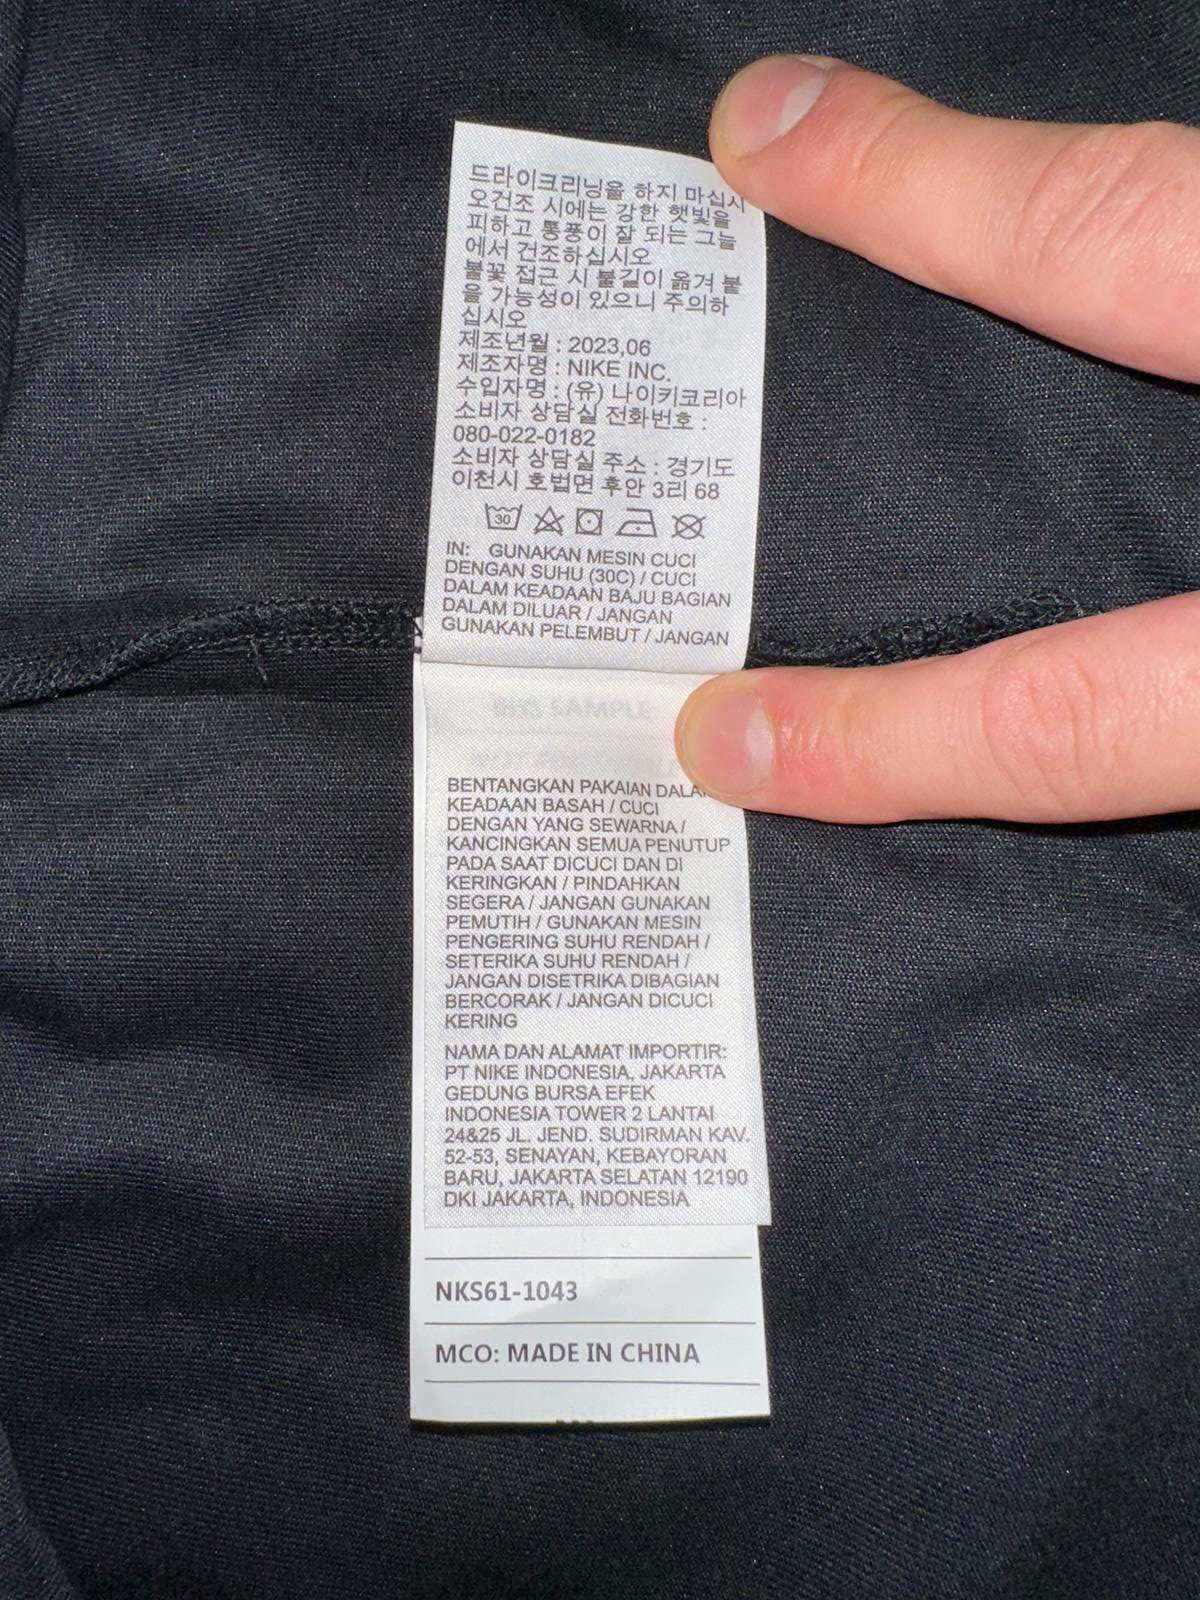 드라이크리닝을 하지 마십시
오건조 시에는 강한 햇빛을
피하고 통풍이 잘 되는 그늘
에서 건조하십시오
불꽃 접근 시 불길이 옮겨 붙
을 가능성이 있으니 주의하
십시오
제조년월 : 2023,06
제조자명 : NIKE INC.
수입자명 : (유) 나이키코리아
소비자 상담실 전화번호 :
080-022-0182
소비자 상담실 주소 : 경기도
이천시 호법면 후안 3리 68
30
IN: GUNAKAN MESIN CUCI
DENGAN SUHU (30C) / CUCI
DALAM KEADAAN BAJU BAGIAN
DALAM DILUAR / JANGAN
GUNAKAN PELEMBUT / JANGAN
SAMPLE
BENTANGKAN PAKAIAN DALAM
KEADAAN BASAH / CUCI
DENGAN YANG SEWARNA /
KANCINGKAN SEMUA PENUTUP
PADA SAAT DICUCI DAN DI
KERINGKAN / PINDAHKAN
SEGERA / JANGAN GUNAKAN
PEMUTIH / GUNAKAN MESIN
PENGERING SUHU RENDAH /
SETERIKA SUHU RENDAH /
JANGAN DISETRIKA DIBAGIAN
BERCORAK / JANGAN DICUCI
KERING
NAMA DAN ALAMAT IMPORTIR:
PT NIKE INDONESIA, JAKARTA
GEDUNG BURSA EFEK
INDONESIA TOWER 2 LANTAI
24&25 JL. JEND. SUDIRMAN KAV.
52-53, SENAYAN, KEBAYORAN
BARU, JAKARTA SELATAN 12190
DKI JAKARTA, INDONESIA
NKS61-1043
MCO: MADE IN CHINA